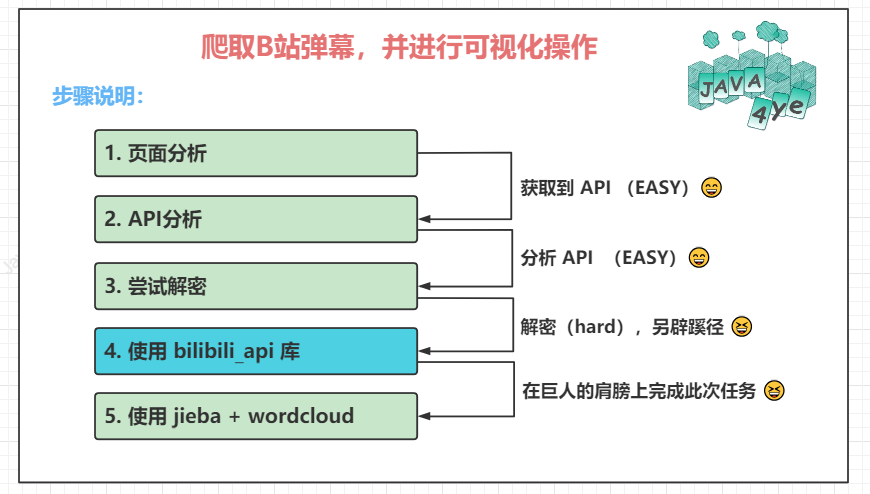 爬取B站弹幕，并进行可视化操作
JAVA
4ye
步骤说明：
1. 页面分析
获取到 API （EASY）
2. API分析
分析 API （EASY）
3. 尝试解密
解密（hard），另辟蹊径
4. 使用 bilibili_api 库
在巨人的肩膀上完成此次任务
5. 使用 jieba + wordcloud